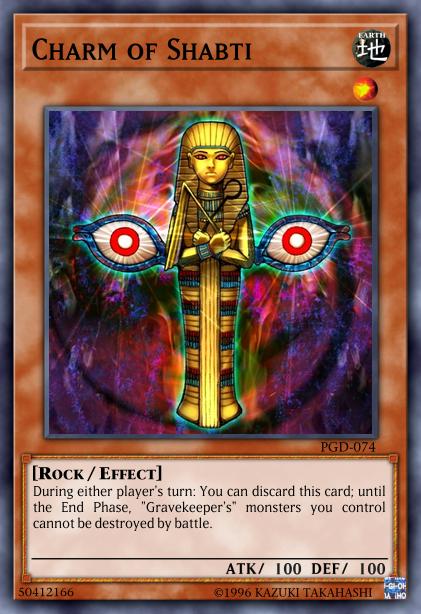 CHARM OF SHABTI
EARTH
地
PGD-074
[ROCK / EFFECT]
During either player's turn: You can discard this card; until
the End Phase, "Gravekeeper's" monsters you control
cannot be destroyed by battle.
ATK/ 100 DEF/ 100
50412166
©1996 KAZUKI TAKAHASHI